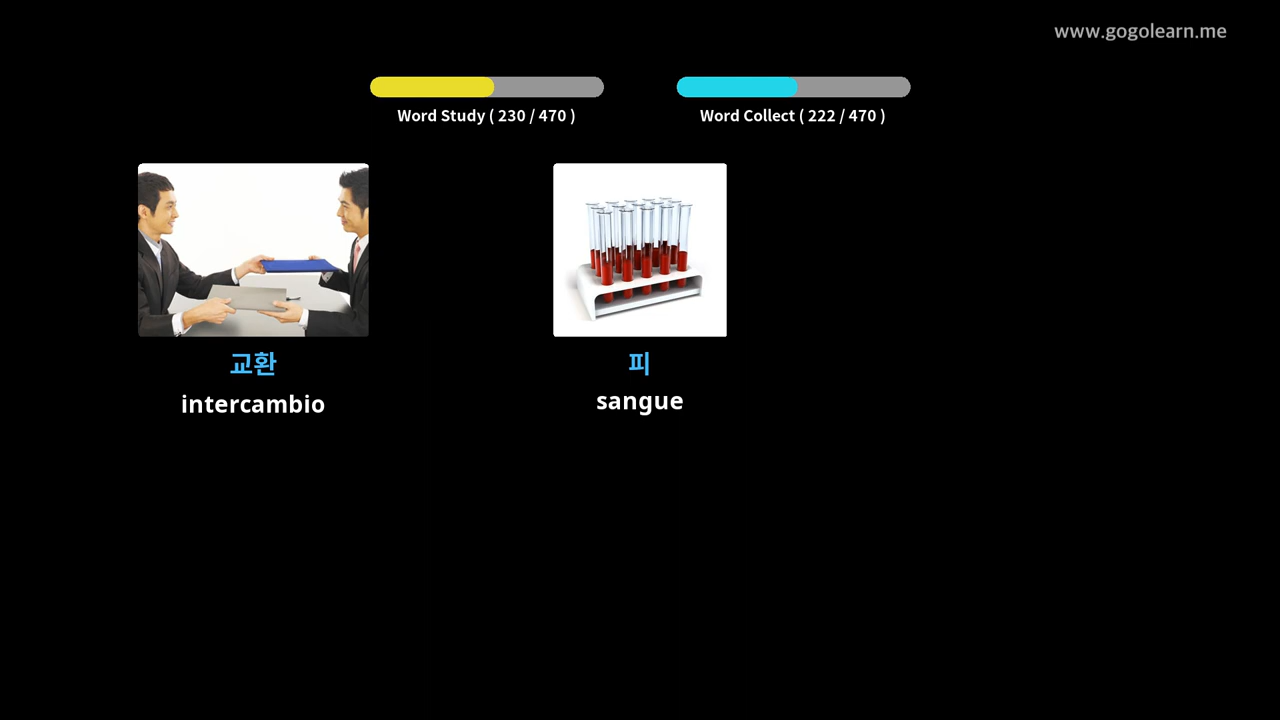 www.gogolearn.me
Word Study ( 230 / 470 )
Word Collect ( 222 / 470 )
교환
intercambio
피
sangue